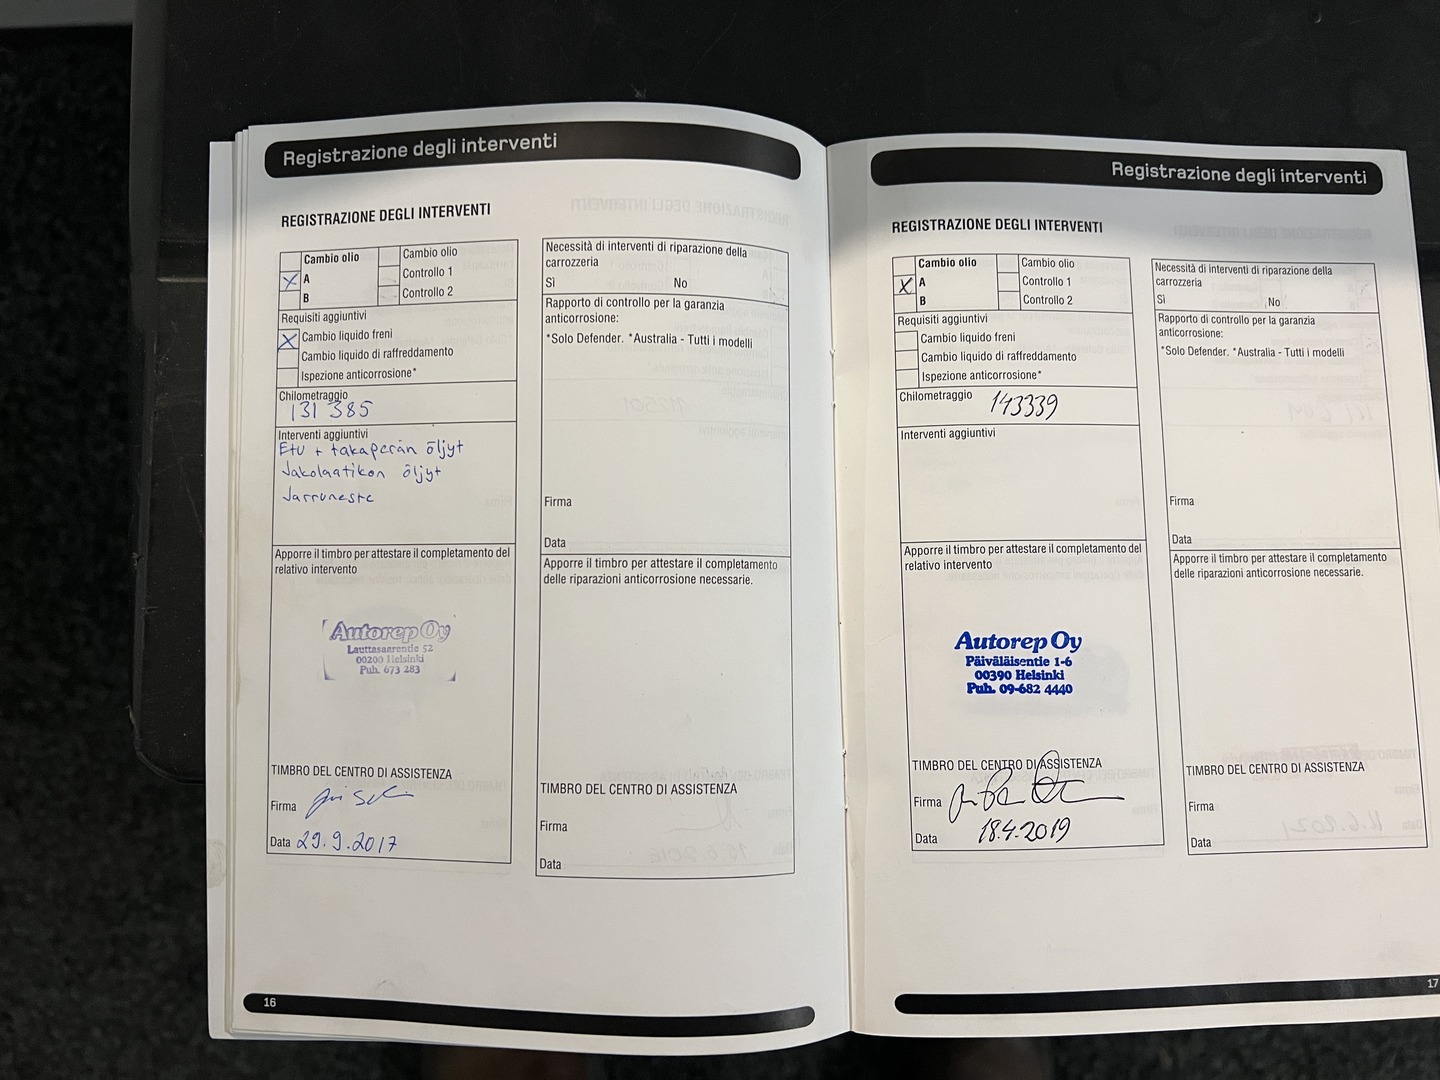 Registrazione degli interventi
REGISTRAZIONE DEGLI INTERVENTI
Cambio olio
X A
B
Cambio olio
Controllo 1
Controllo 2
Requisiti aggiuntivi
X Cambio liquido freni
Cambio liquido di raffreddamento
Ispezione anticorrosione*
Chilometraggio
131 385
Interventi aggiuntivi
Etu + takaperän öljyt
Jakolaatikon öljyt
Jarruneste
Apporre il timbro per attestare il completamento del
relativo intervento
Autorep Oy
Lauttasaarentie 52
00200 Helsinki
Puh. 673 283
TIMBRO DEL CENTRO DI ASSISTENZA
Firma
Data 29.9.2017
Necessità di interventi di riparazione della
carrozzeria
Sì No
Rapporto di controllo per la garanzia
anticorrosione:
*Solo Defender. *Australia - Tutti i modelli
Firma
Data
Apporre il timbro per attestare il completamento
delle riparazioni anticorrosione necessarie.
TIMBRO DEL CENTRO DI ASSISTENZA
Firma
Data
16
Registrazione degli interventi
REGISTRAZIONE DEGLI INTERVENTI
Cambio olio
X A
B
Cambio olio
Controllo 1
Controllo 2
Requisiti aggiuntivi
Cambio liquido freni
Cambio liquido di raffreddamento
Ispezione anticorrosione*
Chilometraggio 143339
Interventi aggiuntivi
Apporre il timbro per attestare il completamento del
relativo intervento
Autorep Oy
Päiväläisentie 1-6
00390 Helsinki
Puh. 09-682 4440
TIMBRO DEL CENTRO DI ASSISTENZA
Firma
Data 18.4.2019
Necessità di interventi di riparazione della
carrozzeria
Sì No
Rapporto di controllo per la garanzia
anticorrosione:
*Solo Defender. *Australia - Tutti i modelli
Firma
Data
Apporre il timbro per attestare il completamento
delle riparazioni anticorrosione necessarie.
TIMBRO DEL CENTRO DI ASSISTENZA
Firma
Data
17